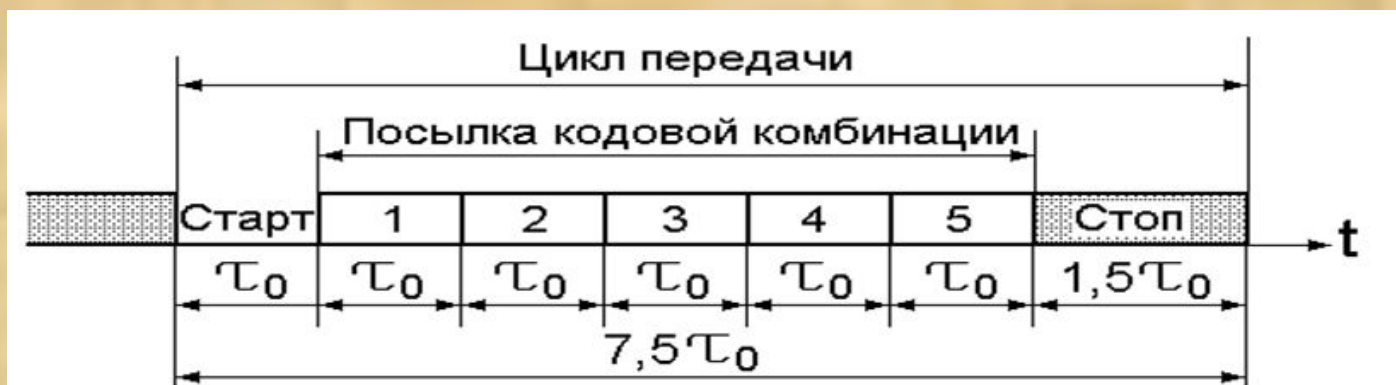 Цикл передачи
Посылка кодовой комбинации
Старт 1 2 3 4 5 Стоп t
τ₀ τ₀ τ₀ τ₀ τ₀ τ₀ 1,5τ₀
7,5τ₀